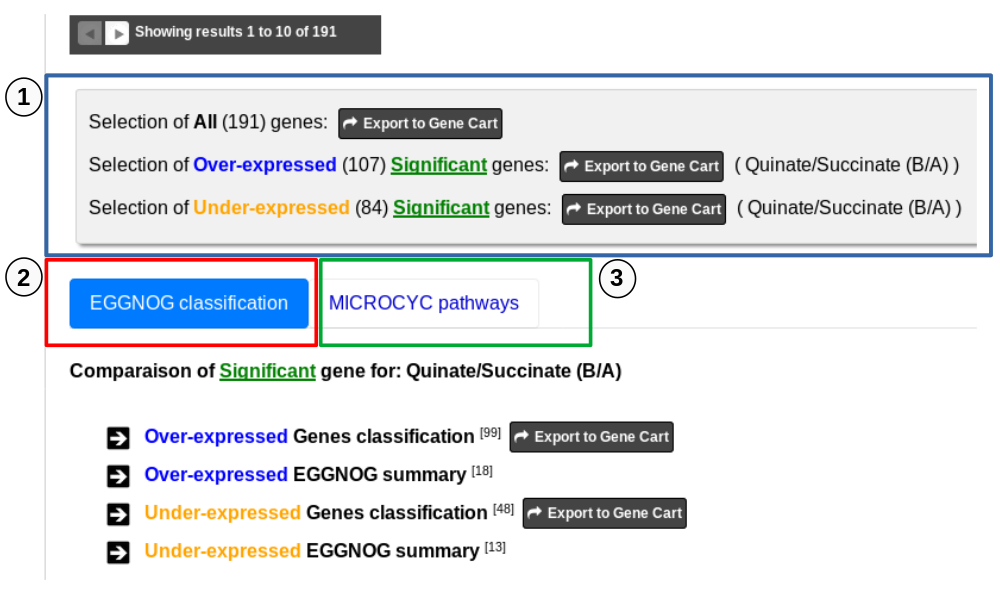 Showing results 1 to 10 of 191
1
Selection of All (191) genes: Export to Gene Cart
Selection of Over-expressed (107) Significant genes: Export to Gene Cart ( Quinate/Succinate (B/A) )
Selection of Under-expressed (84) Significant genes: Export to Gene Cart ( Quinate/Succinate (B/A) )
2
3
EGGNOG classification MICROCYC pathways
Comparaison of Significant gene for: Quinate/Succinate (B/A)
Over-expressed Genes classification [99] Export to Gene Cart
Over-expressed EGGNOG summary [18]
Under-expressed Genes classification [48] Export to Gene Cart
Under-expressed EGGNOG summary [13]